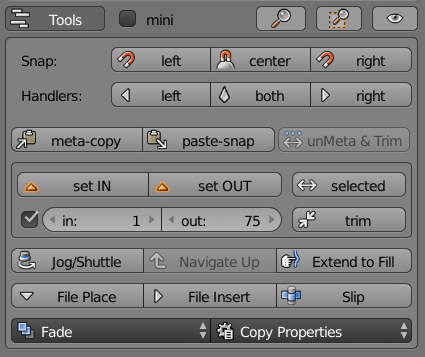 Tools mini
Snap: left center right
Handlers: left both right
meta-copy paste-snap unMeta & Trim
set IN set OUT selected
in: 1 out: 75 trim
Jog/Shuttle Navigate Up Extend to Fill
File Place File Insert Slip
Fade Copy Properties